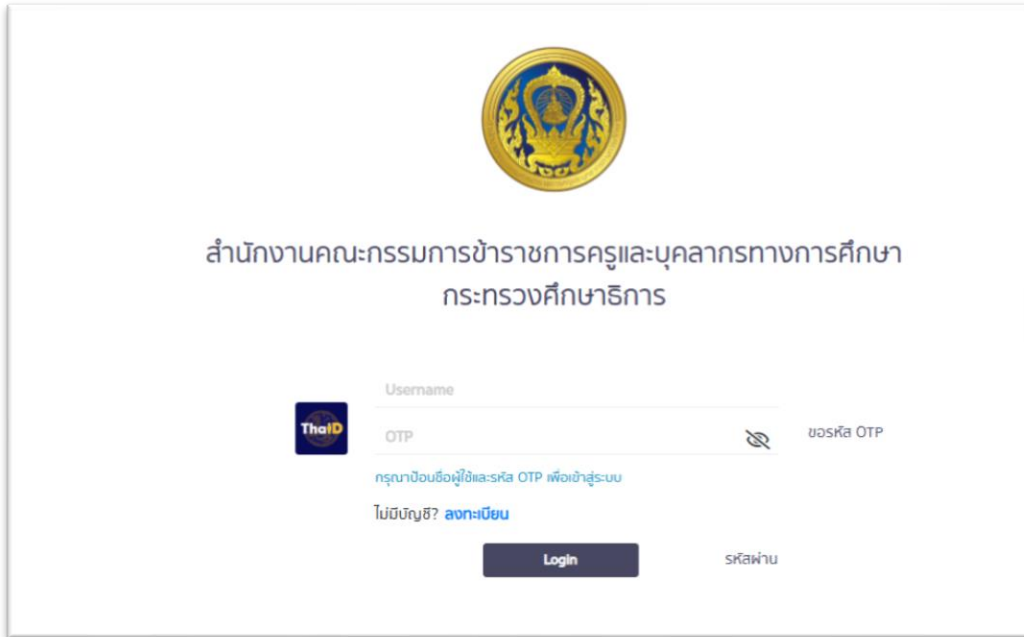 สำนักงานคณะกรรมการข้าราชการครูและบุคลากรทางการศึกษา
กระทรวงศึกษาธิการ
Username
ThaID
OTP
ขอรหัส OTP
กรุณาป้อนชื่อผู้ใช้และรหัส OTP เพื่อเข้าสู่ระบบ
ไม่มีบัญชี? ลงทะเบียน
Login
รหัสผ่าน